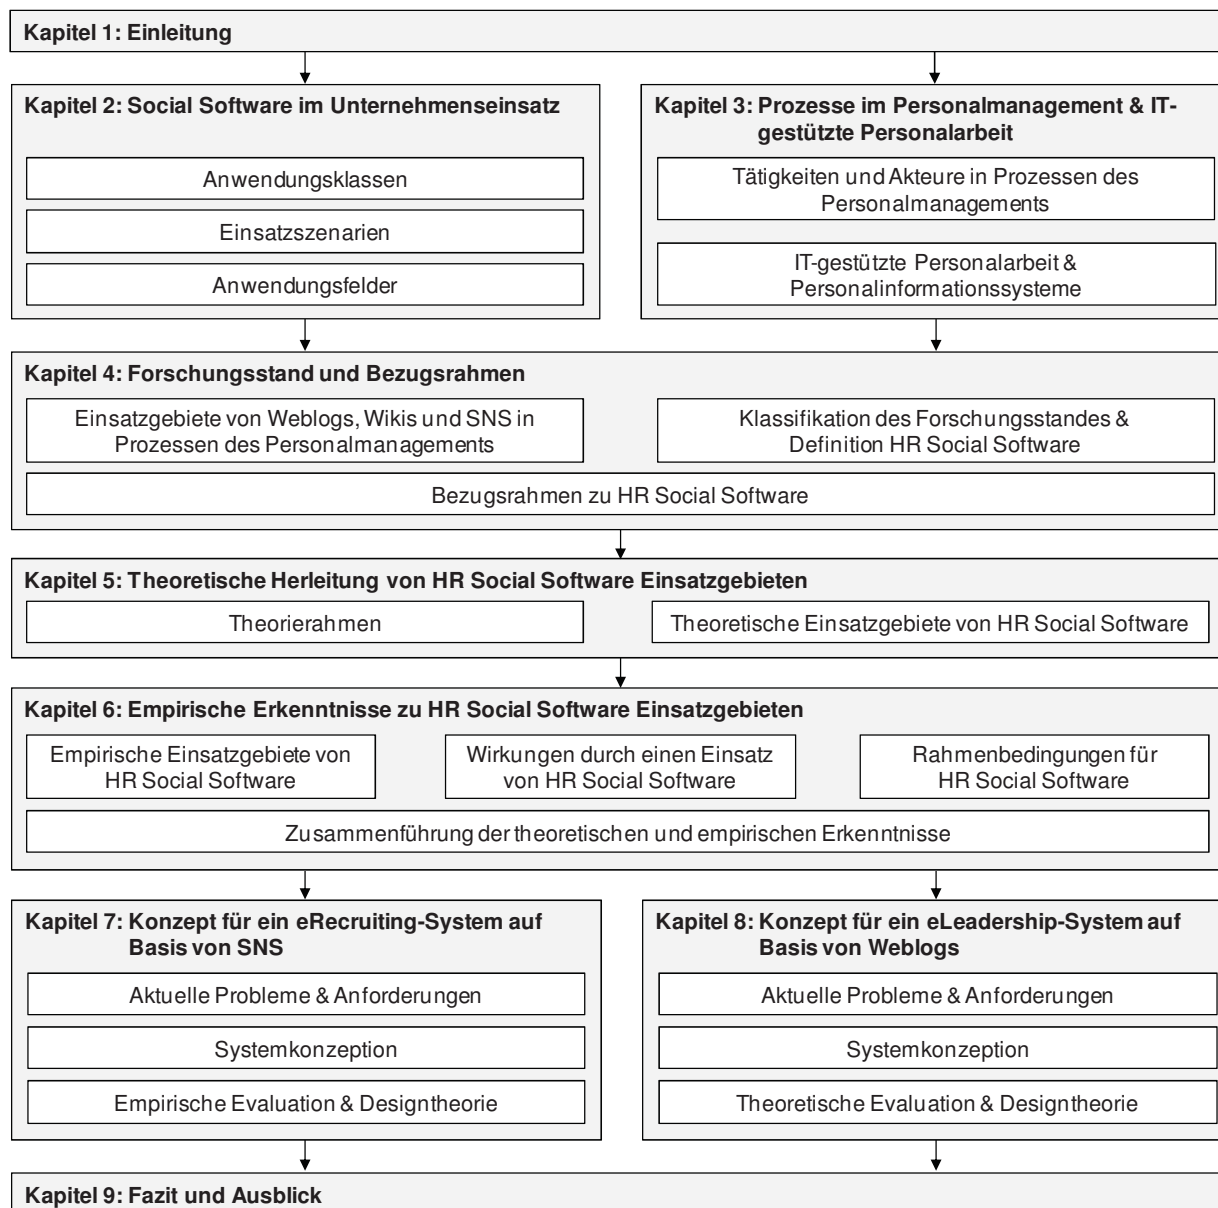 Kapitel 1: Einleitung
Kapitel 2: Social Software im Unternehmenseinsatz
Anwendungsklassen
Einsatzszenarien
Anwendungsfelder
Kapitel 3: Prozesse im Personalmanagement & IT-
gestützte Personalarbeit
Tätigkeiten und Akteure in Prozessen des
Personalmanagements
IT-gestützte Personalarbeit &
Personalinformationssysteme
Kapitel 4: Forschungsstand und Bezugsrahmen
Einsatzgebiete von Weblogs, Wikis und SNS in
Prozessen des Personalmanagements
Klassifikation des Forschungsstandes &
Definition HR Social Software
Bezugsrahmen zu HR Social Software
Kapitel 5: Theoretische Herleitung von HR Social Software Einsatzgebieten
Theorierahmen
Theoretische Einsatzgebiete von HR Social Software
Kapitel 6: Empirische Erkenntnisse zu HR Social Software Einsatzgebieten
Empirische Einsatzgebiete von
HR Social Software
Wirkungen durch einen Einsatz
von HR Social Software
Rahmenbedingungen für
HR Social Software
Zusammenführung der theoretischen und empirischen Erkenntnisse
Kapitel 7: Konzept für ein eRecruiting-System auf
Basis von SNS
Aktuelle Probleme & Anforderungen
Systemkonzeption
Empirische Evaluation & Designtheorie
Kapitel 8: Konzept für ein eLeadership-System auf
Basis von Weblogs
Aktuelle Probleme & Anforderungen
Systemkonzeption
Theoretische Evaluation & Designtheorie
Kapitel 9: Fazit und Ausblick